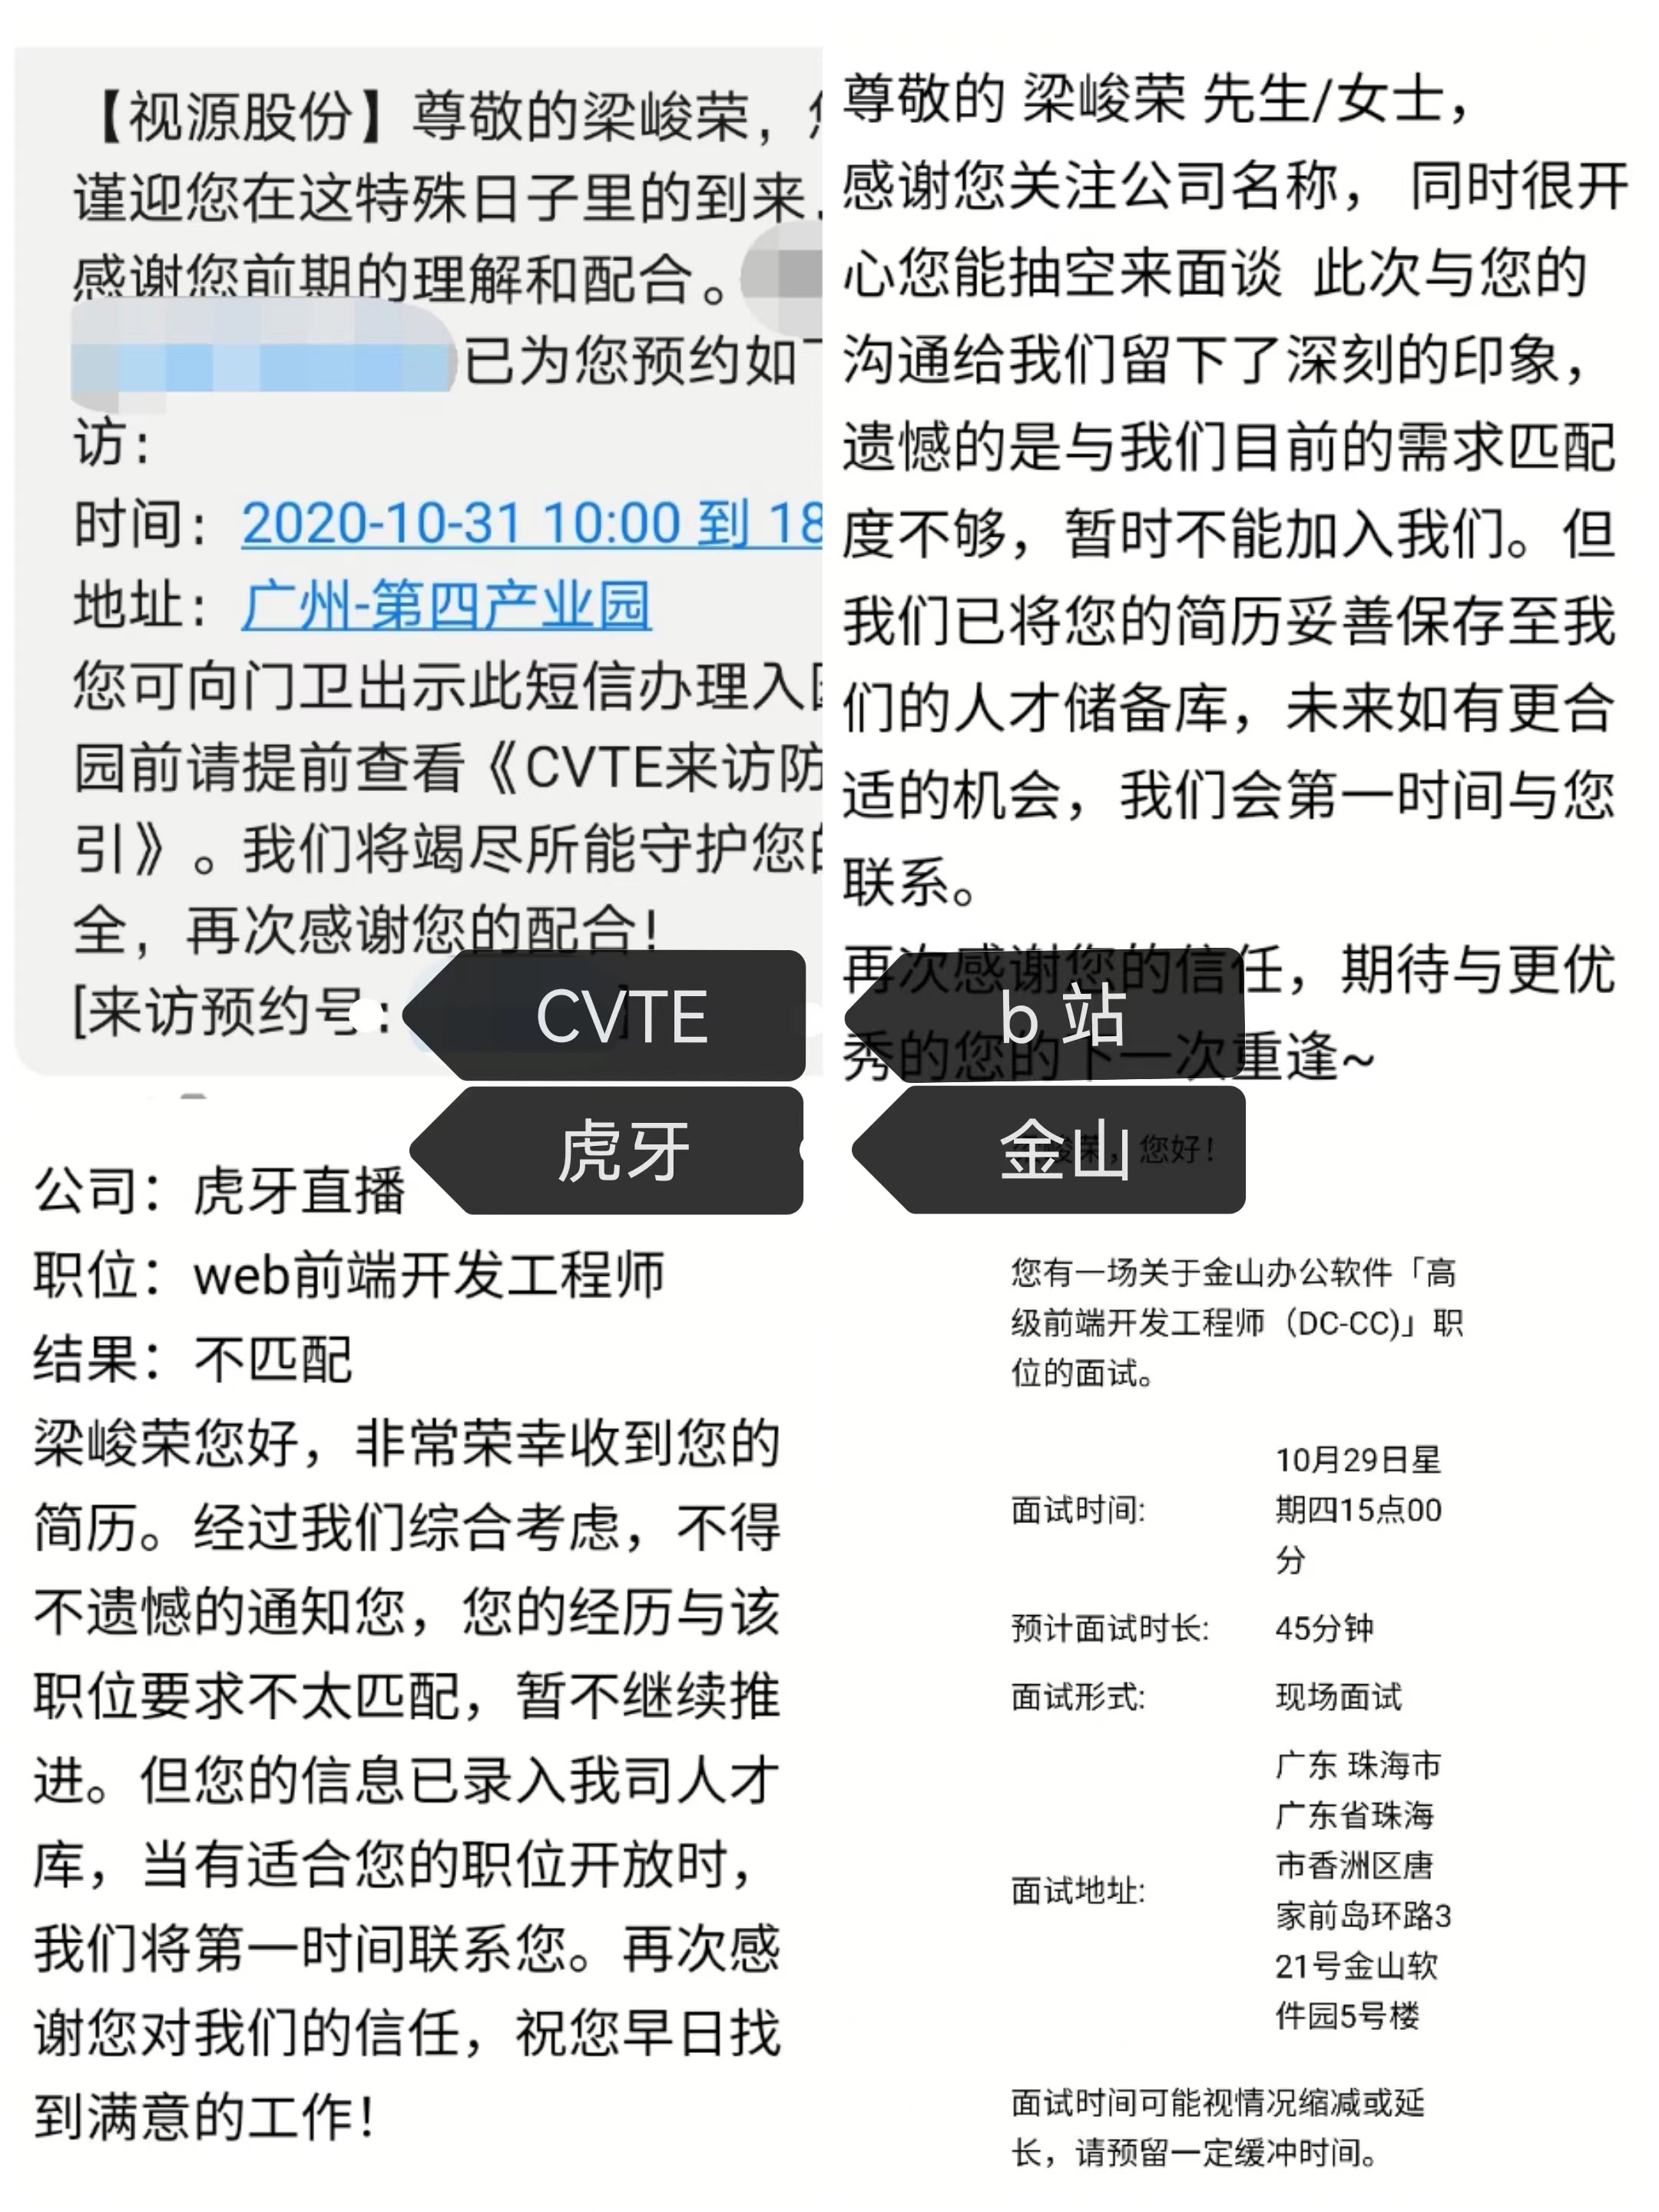 【视源股份】尊敬的梁峻荣，
谨迎您在这特殊日子里的到来
感谢您前期的理解和配合。
已为您预约如
访：
时间：2020-10-31 10:00 到 18
地址：广州-第四产业园
您可向门卫出示此短信办理入
园前请提前查看《CVTE来访防
引》。我们将竭尽所能守护您
全，再次感谢您的配合！
[来访预约号：
CVTE
尊敬的 梁峻荣 先生/女士，
感谢您关注公司名称， 同时很开
心您能抽空来面谈 此次与您的
沟通给我们留下了深刻的印象，
遗憾的是与我们目前的需求匹配
度不够，暂时不能加入我们。但
我们已将您的简历妥善保存至我
们的人才储备库，未来如有更合
适的机会，我们会第一时间与您
联系。
再次感谢您的信任，期待与更优
秀的您的下一次重逢~
b 站
虎牙
公司：虎牙直播
职位：web前端开发工程师
结果：不匹配
梁峻荣您好，非常荣幸收到您的
简历。经过我们综合考虑，不得
不遗憾的通知您，您的经历与该
职位要求不太匹配，暂不继续推
进。但您的信息已录入我司人才
库，当有适合您的职位开放时，
我们将第一时间联系您。再次感
谢您对我们的信任，祝您早日找
到满意的工作！
金山
峻荣，您好！
您有一场关于金山办公软件「高
级前端开发工程师（DC-CC)」职
位的面试。
面试时间:
10月29日星
期四15点00
分
预计面试时长:
45分钟
面试形式:
现场面试
面试地址:
广东 珠海市
广东省珠海
市香洲区唐
家前岛环路3
21号金山软
件园5号楼
面试时间可能视情况缩减或延
长，请预留一定缓冲时间。